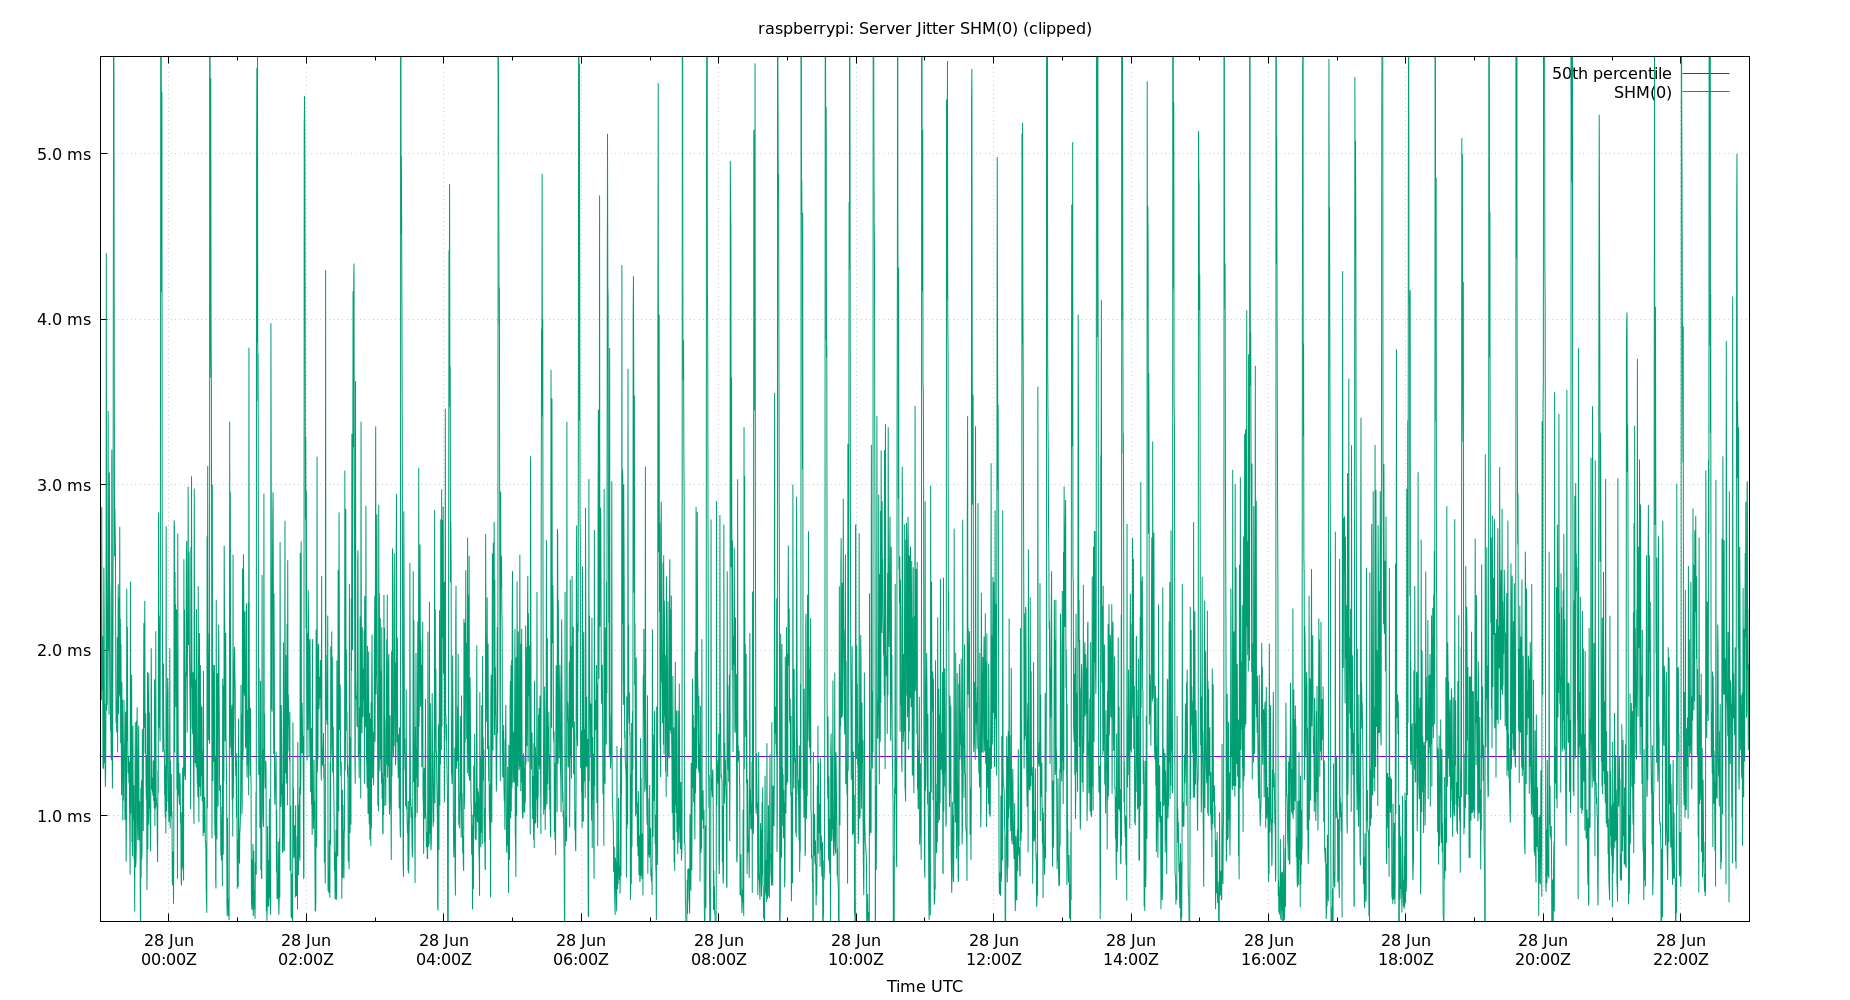 raspberrypi: Server Jitter SHM(0) (clipped)
50th percentile
SHM(0)
5.0 ms
4.0 ms
3.0 ms
2.0 ms
1.0 ms
28 Jun 28 Jun 28 Jun 28 Jun 28 Jun 28 Jun 28 Jun 28 Jun 28 Jun 28 Jun 28 Jun 28 Jun
00:00Z 02:00Z 04:00Z 06:00Z 08:00Z 10:00Z 12:00Z 14:00Z 16:00Z 18:00Z 20:00Z 22:00Z
Time UTC